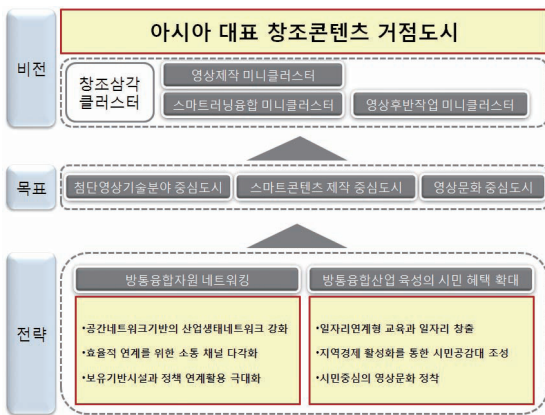 아시아 대표 창조콘텐츠 거점도시
비전
창조삼각
클러스터
영상제작 미니클러스터
스마트러닝융합 미니클러스터
영상후반작업 미니클러스터
목표
첨단영상기술분야 중심도시
스마트콘텐츠 제작 중심도시
영상문화 중심도시
전략
방통융합자원 네트워킹
방통융합산업 육성의 시민 혜택 확대
•공간네트워크기반의 산업생태네트워크 강화
•효율적 연계를 위한 소통 채널 다각화
•보유기반시설과 정책 연계활용 극대화
•일자리연계형 교육과 일자리 창출
•지역경제 활성화를 통한 시민공감대 조성
•시민중심의 영상문화 정착